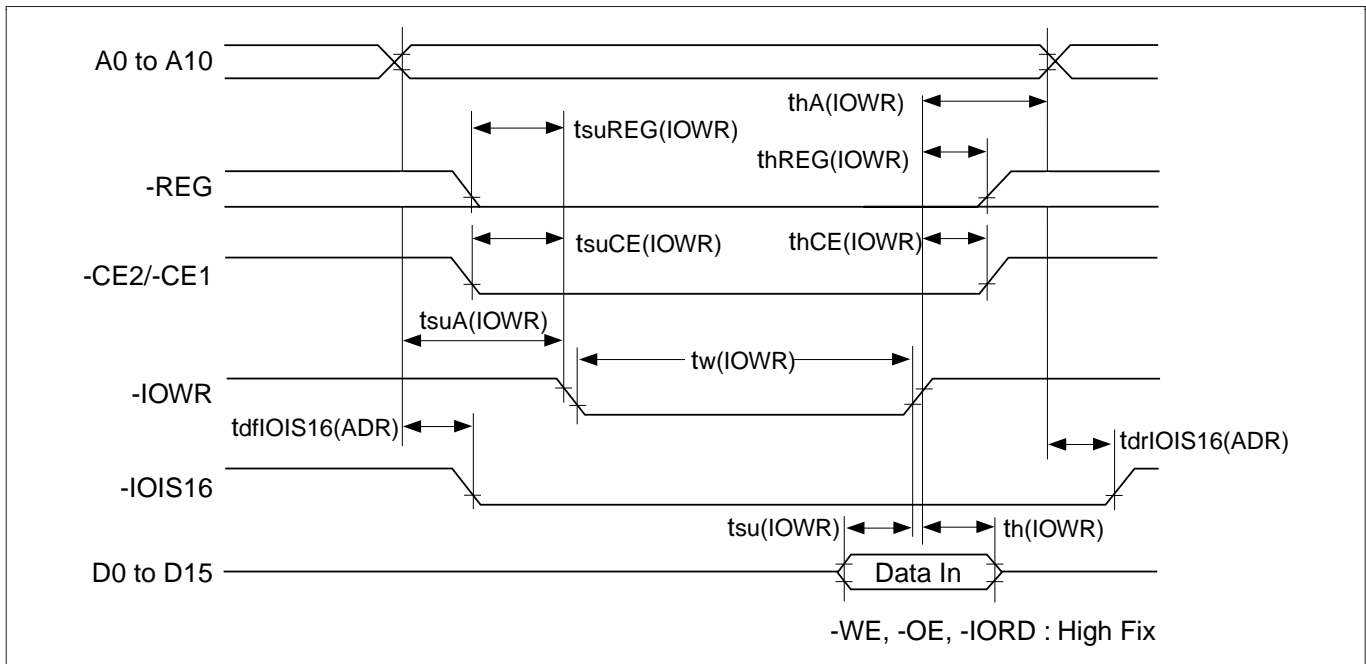 A0 to A10
thA(IOWR)
tsuREG(IOWR)
thREG(IOWR)
-REG
tsuCE(IOWR)
thCE(IOWR)
-CE2/-CE1
tsuA(IOWR)
tw(IOWR)
-IOWR
tdfIOIS16(ADR)
tdrIOIS16(ADR)
-IOIS16
tsu(IOWR)
th(IOWR)
D0 to D15
Data In
-WE, -OE, -IORD : High Fix